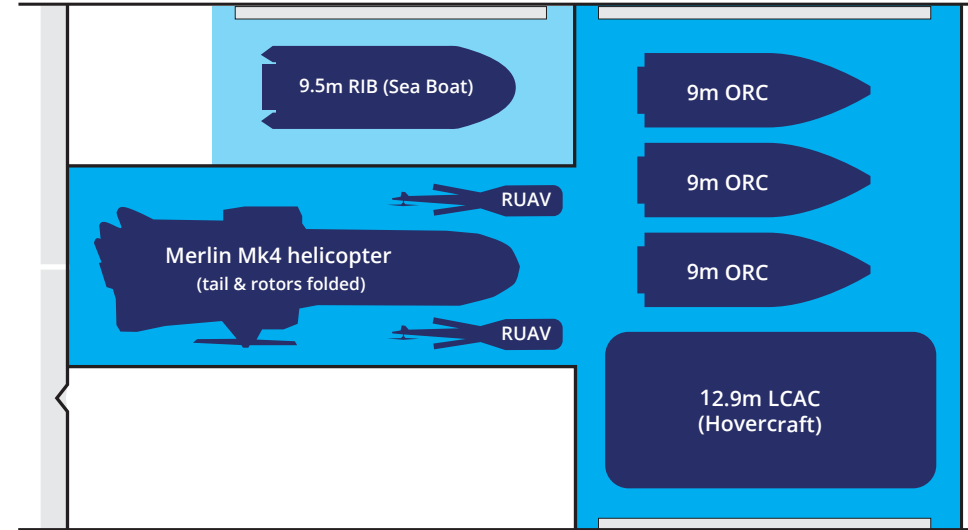 9.5m RIB (Sea Boat)
9m ORC
RUAV
9m ORC
Merlin Mk4 helicopter
(tail & rotors folded)
9m ORC
RUAV
12.9m LCAC
(Hovercraft)